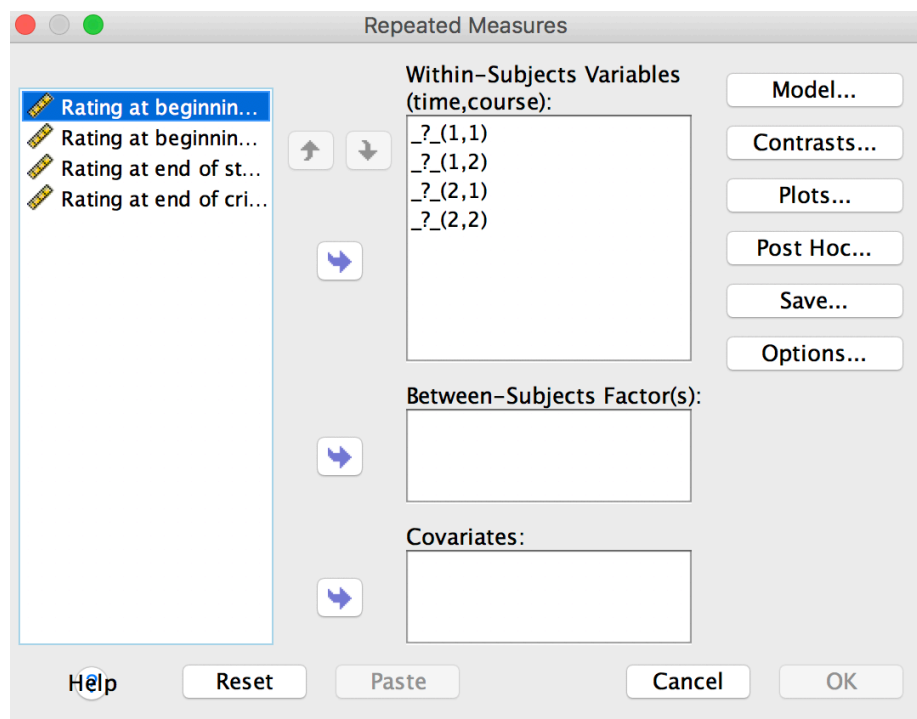 Repeated Measures
Rating at beginnin...
Rating at beginnin...
Rating at end of st...
Rating at end of cri...
Within-Subjects Variables
(time,course):
_?_(1,1)
_?_(1,2)
_?_(2,1)
_?_(2,2)
Between-Subjects Factor(s):
Covariates:
Model...
Contrasts...
Plots...
Post Hoc...
Save...
Options...
Help
Reset
Paste
Cancel
OK